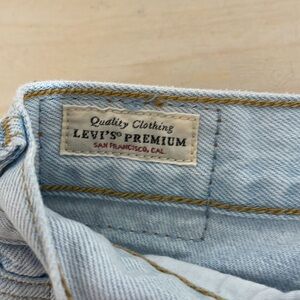 Quality Clothing
LEVI'S® PREMIUM
SAN FRANCISCO, CAL